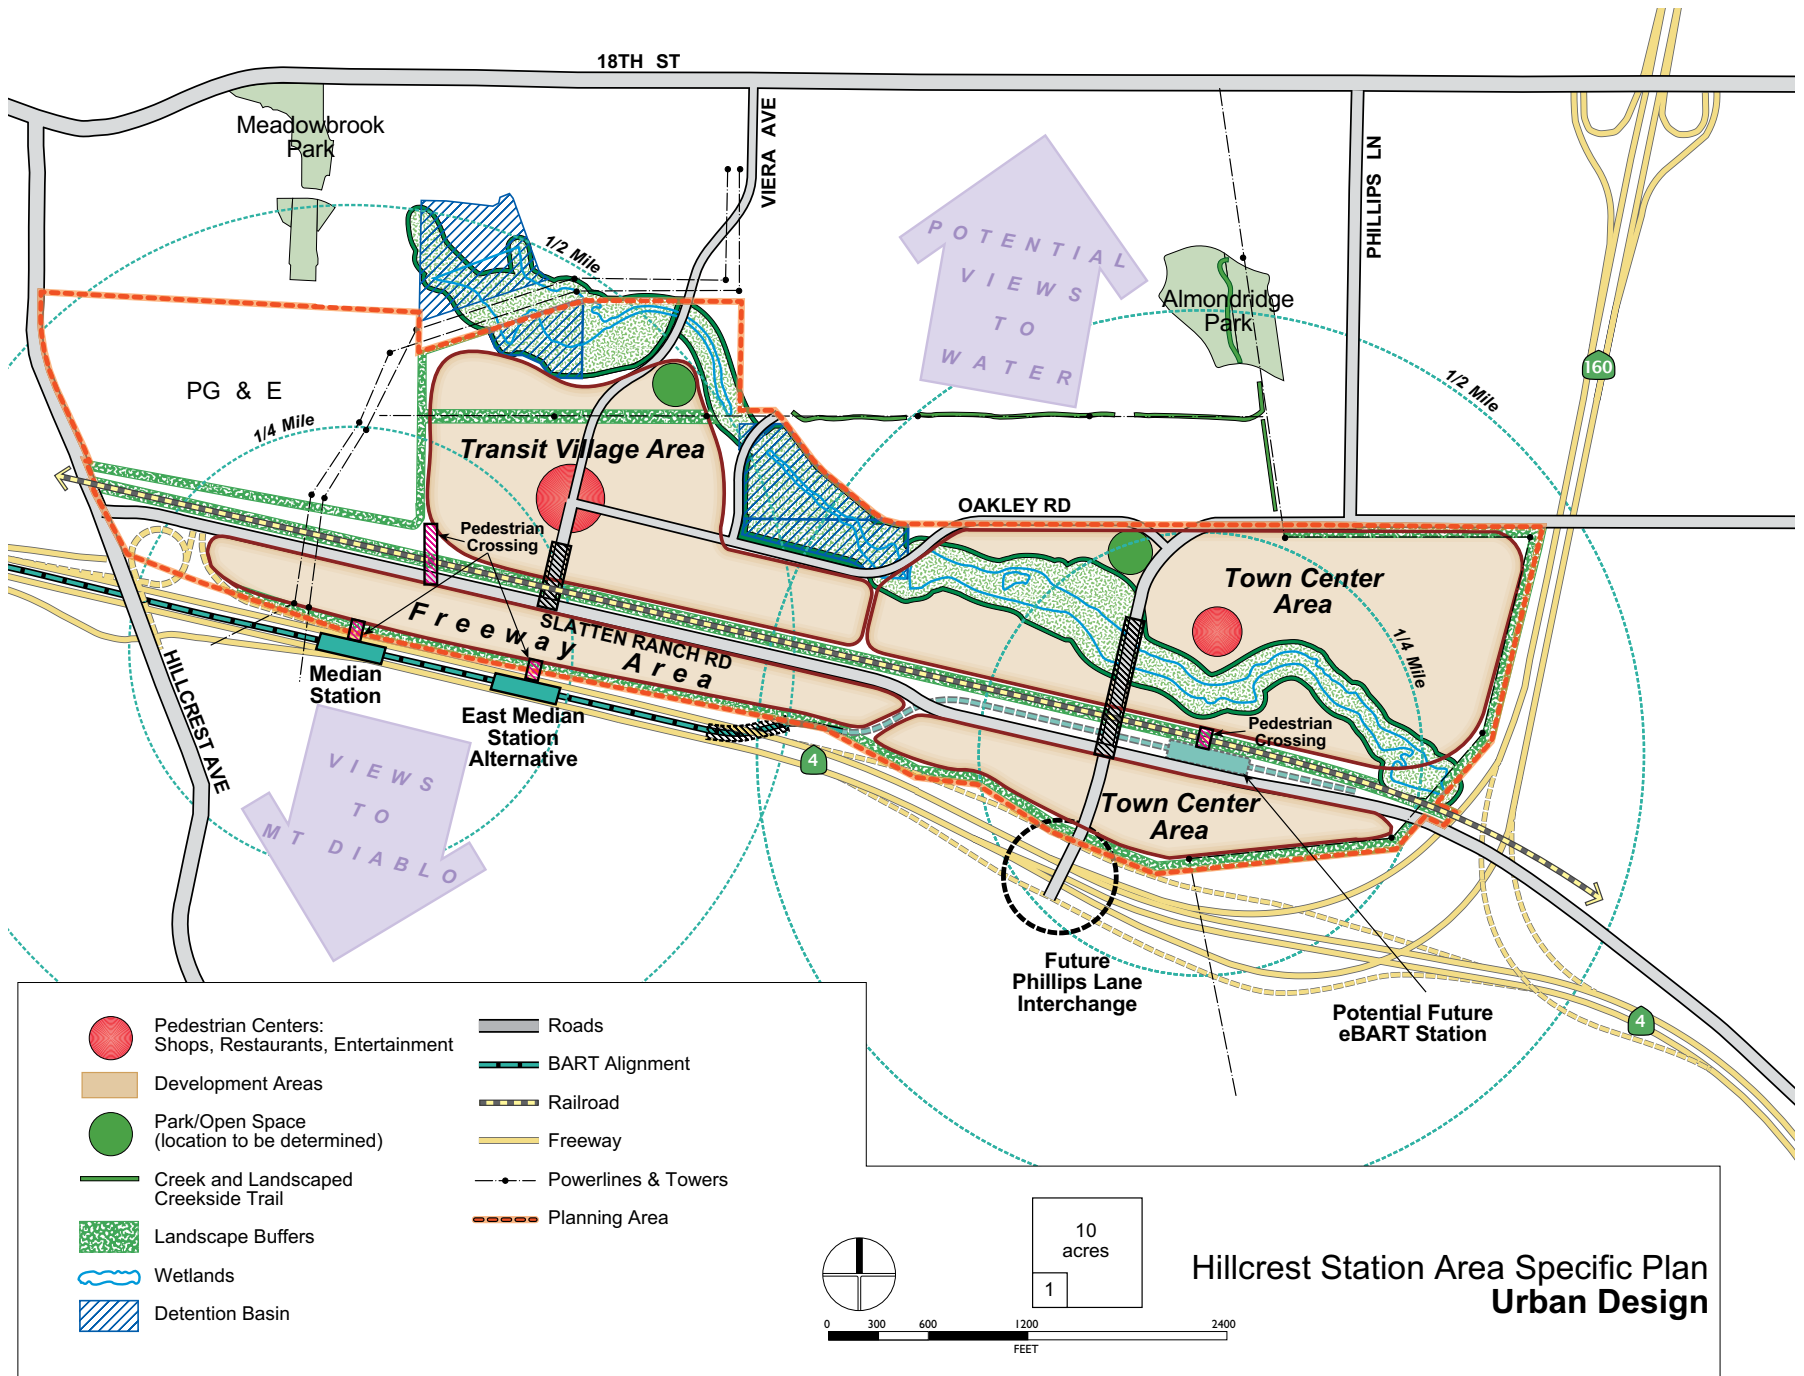 18TH ST
Meadowbrook
Park
VIERA AVE
PHILLIPS LN
POTENTIAL
VIEWS
TO
WATER
1/2 Mile
Almondridge
Park
160
1/2 Mile
PG & E
1/4 Mile
Transit Village Area
OAKLEY RD
Pedestrian
Crossing
Town Center
Area
Freeway Area
SLATTEN RANCH RD
1/4 Mile
HILLCREST AVE
Median
Station
East Median
Station
Alternative
Pedestrian
Crossing
4
VIEWS
TO
MT DIABLO
Town Center
Area
Future
Phillips Lane
Interchange
Potential Future
eBART Station
4
Pedestrian Centers:
Shops, Restaurants, Entertainment
Development Areas
Park/Open Space
(location to be determined)
Creek and Landscaped
Creekside Trail
Landscape Buffers
Wetlands
Detention Basin
Roads
BART Alignment
Railroad
Freeway
Powerlines & Towers
Planning Area
10
acres
1
0 300 600 1200 2400
FEET
Hillcrest Station Area Specific Plan
Urban Design